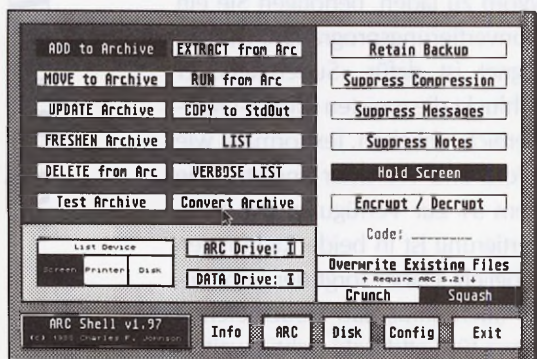 ADD to Archive
EXTRACT from Arc
MOVE to Archive
RUN from Arc
UPDATE Archive
COPY to StdOut
FRESHEN Archive
LIST
DELETE from Arc
VERBOSE LIST
Test Archive
Convert Archive
List Device
Screen Printer Disk
ARC Drive: I
DATA Drive: I
Retain Backup
Suppress Compression
Suppress Messages
Suppress Notes
Hold Screen
Encrypt / Decrypt
Code: ________
Overwrite Existing Files
↑ Require ARC 5.21 ↓
Crunch Squash
ARC Shell v1.97
Charles F. Johnson
Info ARC Disk Config Exit